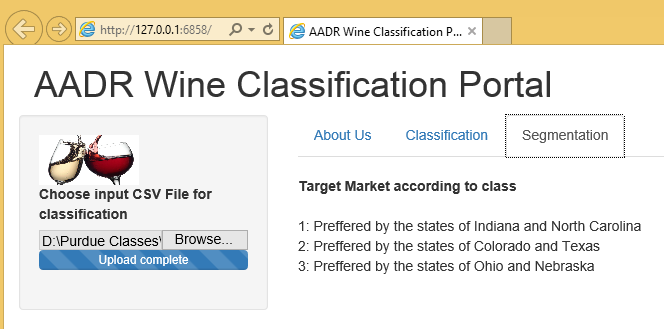 http://127.0.0.1:6858/
AADR Wine Classification P...
AADR Wine Classification Portal
Choose input CSV File for
classification
D:\Purdue Classes\
Browse...
Upload complete
About Us
Classification
Segmentation
Target Market according to class
1: Preffered by the states of Indiana and North Carolina
2: Preffered by the states of Colorado and Texas
3: Preffered by the states of Ohio and Nebraska